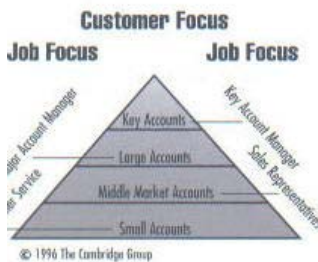 Customer Focus
Job Focus
Job Focus
Key Accounts
Large Accounts
Middle Market Accounts
Small Accounts
Account Manager
Service
Key Account Manager
Sales Representatives
© 1996 The Cambridge Group